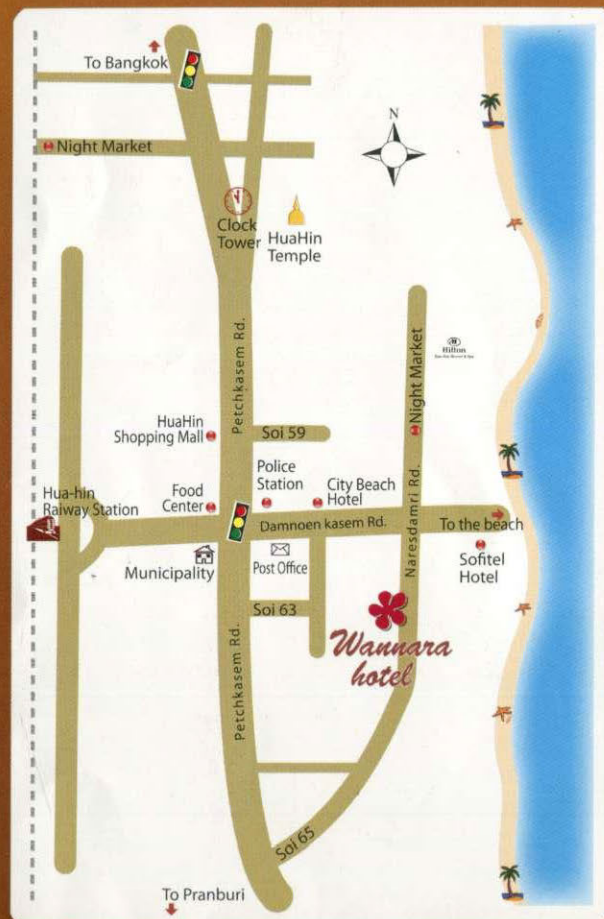 To Bangkok
N
Night Market
Clock
Tower
HuaHin
Temple
Petchkasem Rd.
Night Market
Hilton
HuaHin
Shopping Mall
Soi 59
Police
Station
City Beach
Hotel
Hua-hin
Raiway Station
Food
Center
Damnoen kasem Rd.
Naresdamri Rd.
To the beach
Municipality
Post Office
Sofitel
Hotel
Soi 63
Wannara
hotel
Petchkasem Rd.
Soi 65
To Pranburi